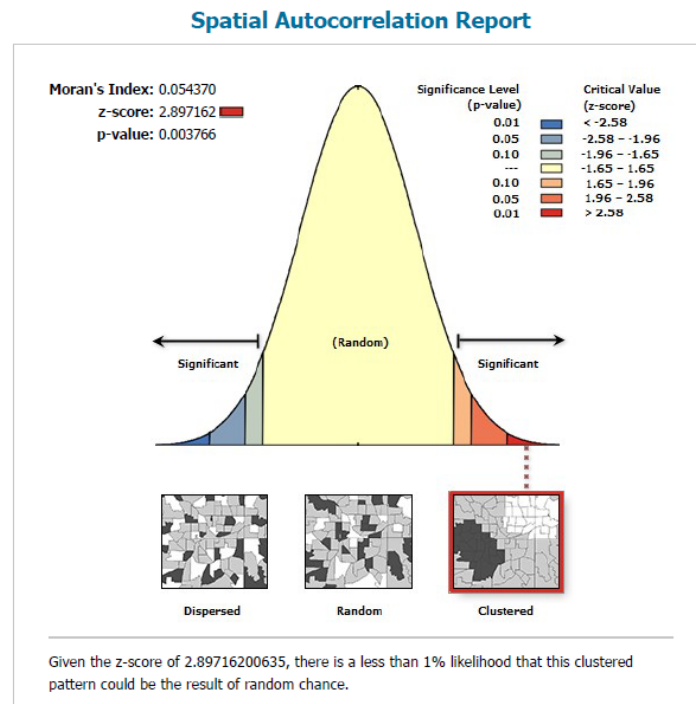 Spatial Autocorrelation Report
Moran's Index: 0.054370
z-score: 2.897162
p-value: 0.003766
Significance Level
(p-value)
Critical Value
(z-score)
0.01 < -2.58
0.05 -2.58 – -1.96
0.10 -1.96 – -1.65
--- -1.65 – 1.65
0.10 1.65 – 1.96
0.05 1.96 – 2.58
0.01 > 2.58
Significant
(Random)
Significant
Dispersed
Random
Clustered
Given the z-score of 2.89716200635, there is a less than 1% likelihood that this clustered
pattern could be the result of random chance.